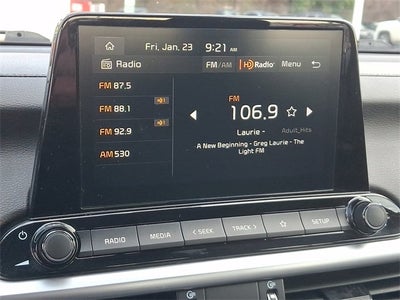 Fri, Jan. 23 9:21 AM
Radio FM/AM HD Radio Menu
FM 87.5
FM 88.1
FM 92.9
AM 530
FM
106.9
Laurie - Adult_Hits
A New Beginning - Greg Laurie - The
Light FM
RADIO MEDIA < SEEK TRACK > SETUP